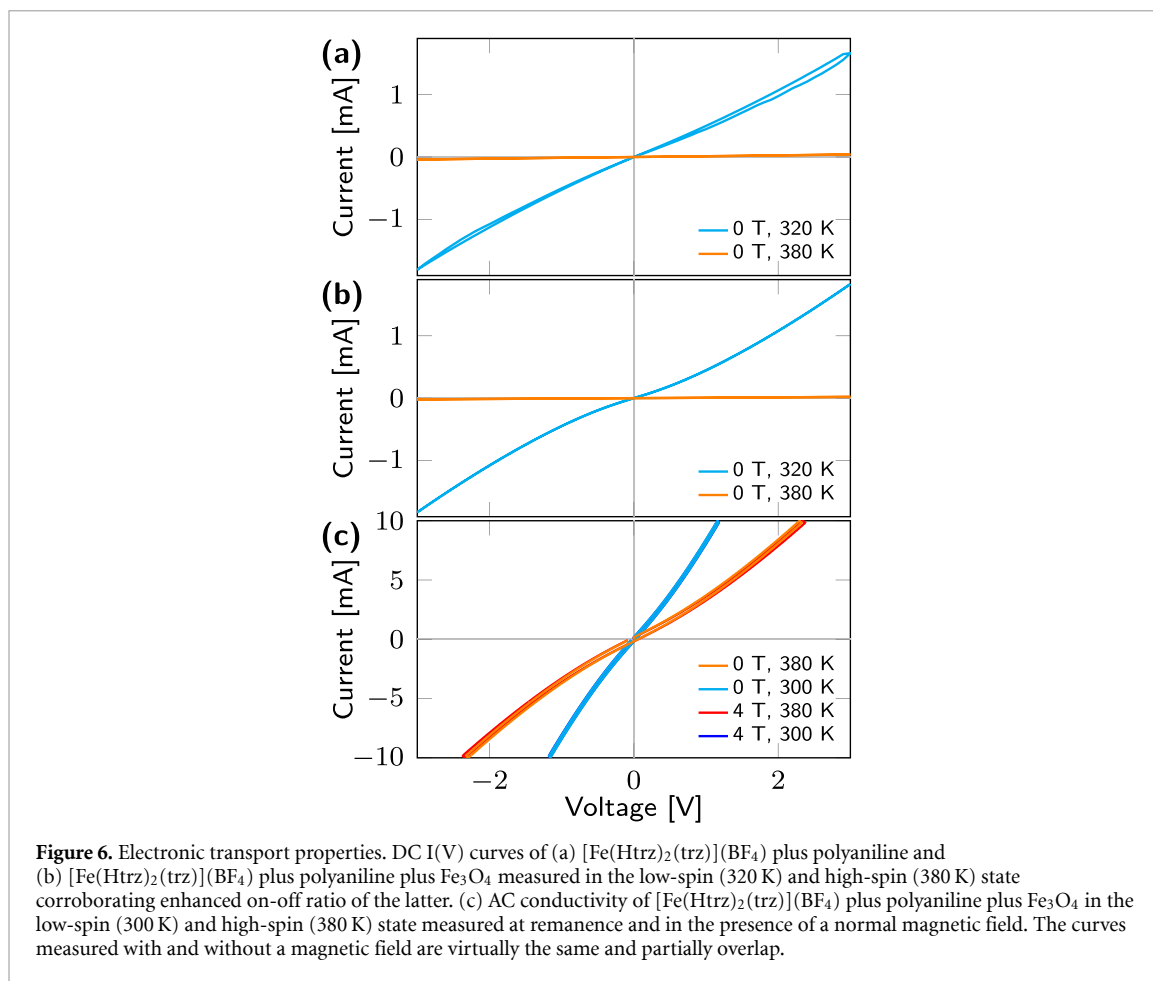 (a)
Current [mA]
1
0
−1
0 T, 320 K
0 T, 380 K
(b)
Current [mA]
1
0
−1
0 T, 320 K
0 T, 380 K
(c)
Current [mA]
10
5
0
−5
−10
0 T, 380 K
0 T, 300 K
4 T, 380 K
4 T, 300 K
−2
0
2
Voltage [V]
Figure 6. Electronic transport properties. DC I(V) curves of (a) [Fe(Htrz)₂(trz)](BF₄) plus polyaniline and
(b) [Fe(Htrz)₂(trz)](BF₄) plus polyaniline plus Fe₃O₄ measured in the low-spin (320 K) and high-spin (380 K) state
corroborating enhanced on-off ratio of the latter. (c) AC conductivity of [Fe(Htrz)₂(trz)](BF₄) plus polyaniline plus Fe₃O₄ in the
low-spin (300 K) and high-spin (380 K) state measured at remanence and in the presence of a normal magnetic field. The curves
measured with and without a magnetic field are virtually the same and partially overlap.